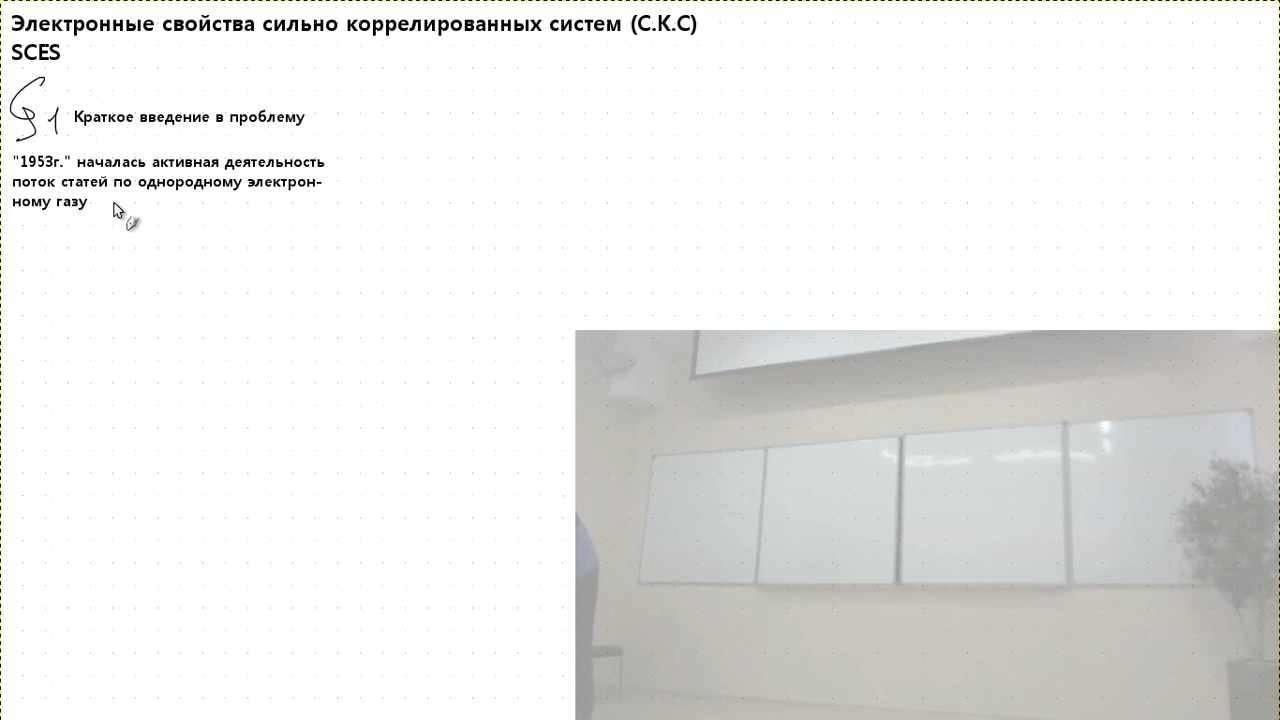 Электронные свойства сильно коррелированных систем (С.К.С)
SCES
§1 Краткое введение в проблему
"1953г." началась активная деятельность
поток статей по однородному электрон-
ному газу